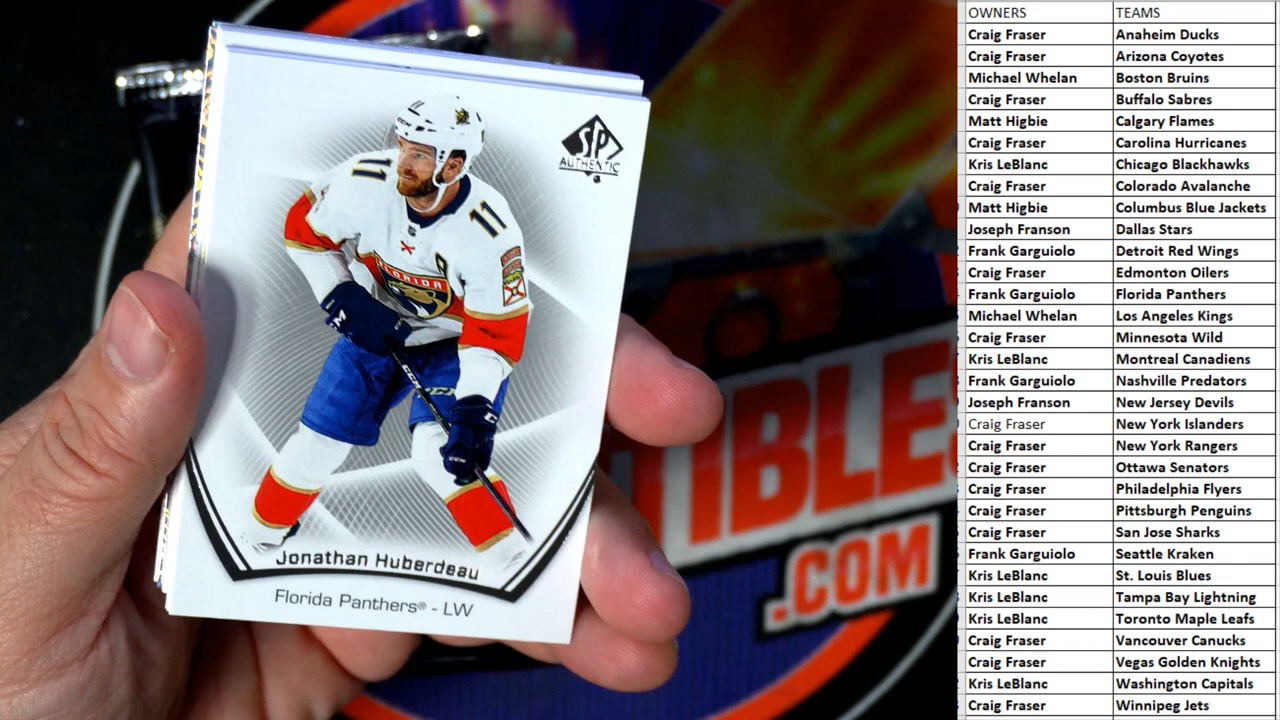 11
11
11
SP
AUTHENTIC
FLORIDA
CCM
Jonathan Huberdeau
Florida Panthers® - LW
TIBLE
.COM
OWNERS TEAMS
Craig Fraser Anaheim Ducks
Craig Fraser Arizona Coyotes
Michael Whelan Boston Bruins
Craig Fraser Buffalo Sabres
Matt Higbie Calgary Flames
Craig Fraser Carolina Hurricanes
Kris LeBlanc Chicago Blackhawks
Craig Fraser Colorado Avalanche
Matt Higbie Columbus Blue Jackets
Joseph Franson Dallas Stars
Frank Garguiolo Detroit Red Wings
Craig Fraser Edmonton Oilers
Frank Garguiolo Florida Panthers
Michael Whelan Los Angeles Kings
Craig Fraser Minnesota Wild
Kris LeBlanc Montreal Canadiens
Frank Garguiolo Nashville Predators
Joseph Franson New Jersey Devils
Craig Fraser New York Islanders
Craig Fraser New York Rangers
Craig Fraser Ottawa Senators
Craig Fraser Philadelphia Flyers
Craig Fraser Pittsburgh Penguins
Craig Fraser San Jose Sharks
Frank Garguiolo Seattle Kraken
Kris LeBlanc St. Louis Blues
Kris LeBlanc Tampa Bay Lightning
Kris LeBlanc Toronto Maple Leafs
Craig Fraser Vancouver Canucks
Craig Fraser Vegas Golden Knights
Kris LeBlanc Washington Capitals
Craig Fraser Winnipeg Jets